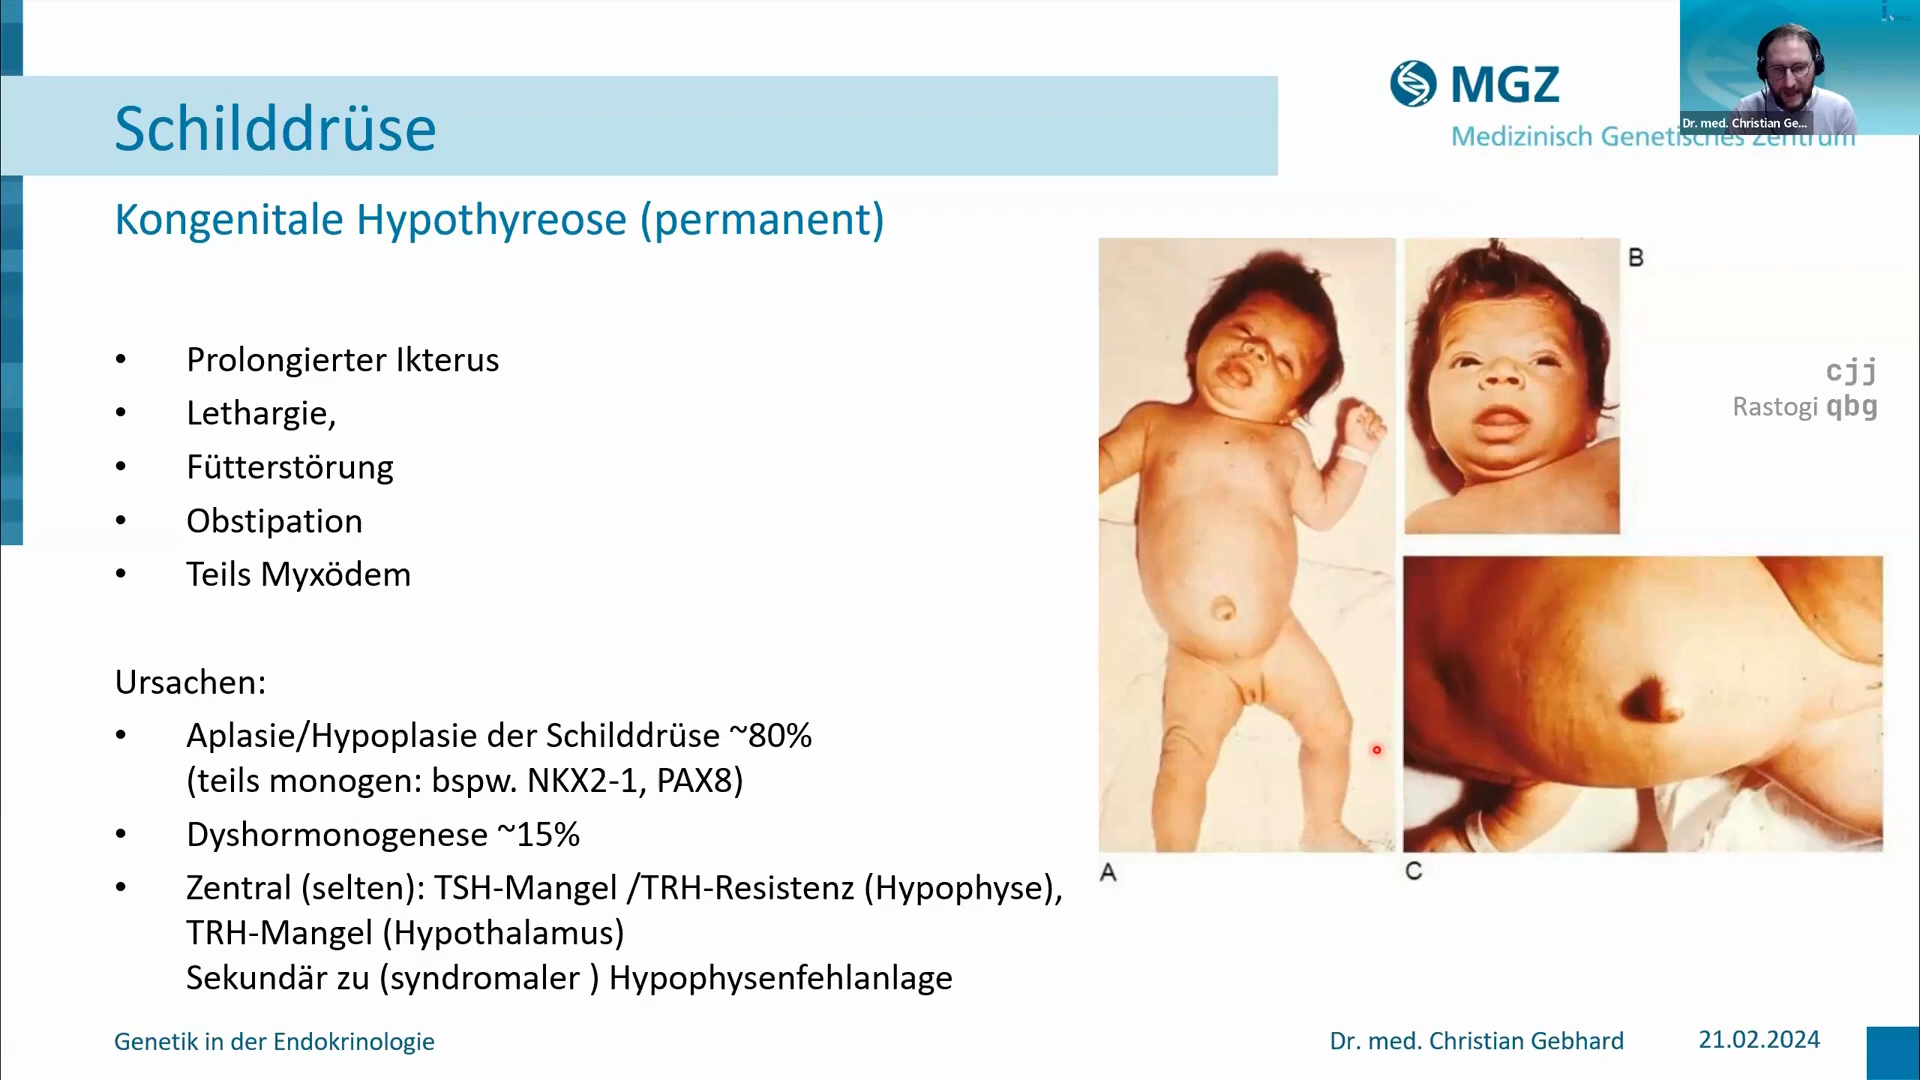 Schilddrüse
MGZ
Medizinisch Genetisches Zentrum
Dr. med. Christian Ge...
Kongenitale Hypothyreose (permanent)
• Prolongierter Ikterus
• Lethargie,
• Fütterstörung
• Obstipation
• Teils Myxödem
Ursachen:
• Aplasie/Hypoplasie der Schilddrüse ~80%
(teils monogen: bspw. NKX2-1, PAX8)
• Dyshormonogenese ~15%
• Zentral (selten): TSH-Mangel /TRH-Resistenz (Hypophyse),
TRH-Mangel (Hypothalamus)
Sekundär zu (syndromaler ) Hypophysenfehlanlage
B
cjj
Rastogi qbg
A
C
Genetik in der Endokrinologie
Dr. med. Christian Gebhard
21.02.2024